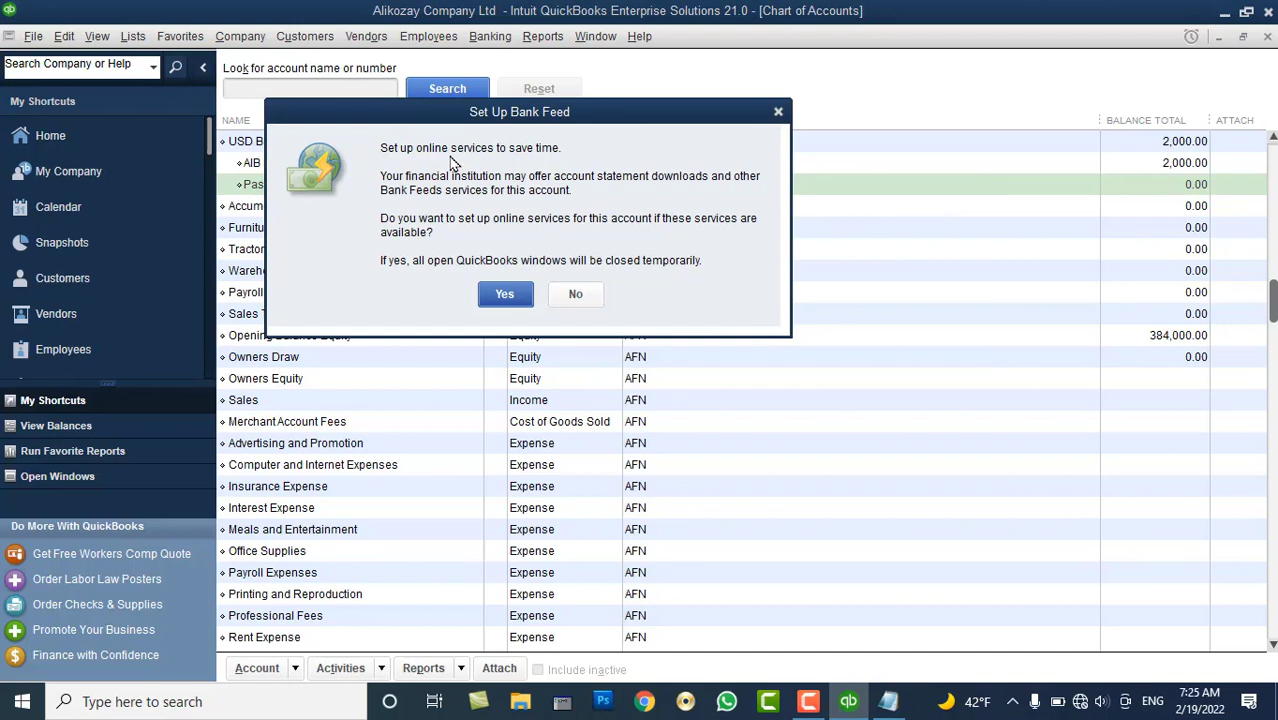 Alikozay Company Ltd - Intuit QuickBooks Enterprise Solutions 21.0 - [Chart of Accounts]
File Edit View Lists Favorites Company Customers Vendors Employees Banking Reports Window Help
Search Company or Help
Look for account name or number
Search Reset
My Shortcuts
Home
My Company
Calendar
Snapshots
Customers
Vendors
Employees
My Shortcuts
View Balances
Run Favorite Reports
Open Windows
Do More With QuickBooks
Get Free Workers Comp Quote
Order Labor Law Posters
Order Checks & Supplies
Promote Your Business
Finance with Confidence
NAME BALANCE TOTAL ATTACH
USD B 2,000.00
AIB 2,000.00
Pas 0.00
Accum 0.00
Furnitu 0.00
Tractor 0.00
Wareh 0.00
Payroll 0.00
Sales T 0.00
Opening Balance Equity Equity AFN 384,000.00
Owners Draw Equity AFN 0.00
Owners Equity Equity AFN
Sales Income AFN
Merchant Account Fees Cost of Goods Sold AFN
Advertising and Promotion Expense AFN
Computer and Internet Expenses Expense AFN
Insurance Expense Expense AFN
Interest Expense Expense AFN
Meals and Entertainment Expense AFN
Office Supplies Expense AFN
Payroll Expenses Expense AFN
Printing and Reproduction Expense AFN
Professional Fees Expense AFN
Rent Expense Expense AFN
Set Up Bank Feed
Set up online services to save time.
Your financial institution may offer account statement downloads and other
Bank Feeds services for this account.
Do you want to set up online services for this account if these services are
available?
If yes, all open QuickBooks windows will be closed temporarily.
Yes No
Account Activities Reports Attach Include inactive
Type here to search
42°F ENG 7:25 AM
2/19/2022